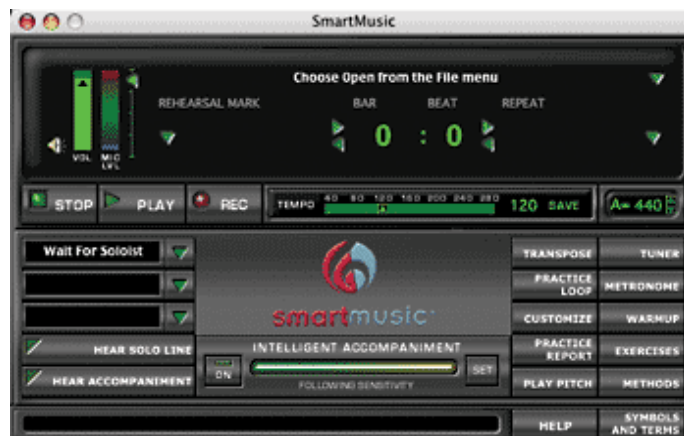 SmartMusic
Choose Open from the File menu
REHEARSAL MARK BAR BEAT REPEAT
0 : 0
VOL MIC LVL
STOP PLAY REC TEMPO 40 80 120 160 200 240 280 120 SAVE A= 440
Wait For Soloist
smartmusic
TRANSPOSE TUNER
PRACTICE LOOP METRONOME
CUSTOMIZE WARMUP
HEAR SOLO LINE
INTELLIGENT ACCOMPANIMENT
PRACTICE REPORT EXERCISES
ON SET
HEAR ACCOMPANIMENT
FOLLOWING SENSITIVITY
PLAY PITCH METHODS
HELP SYMBOLS AND TERMS